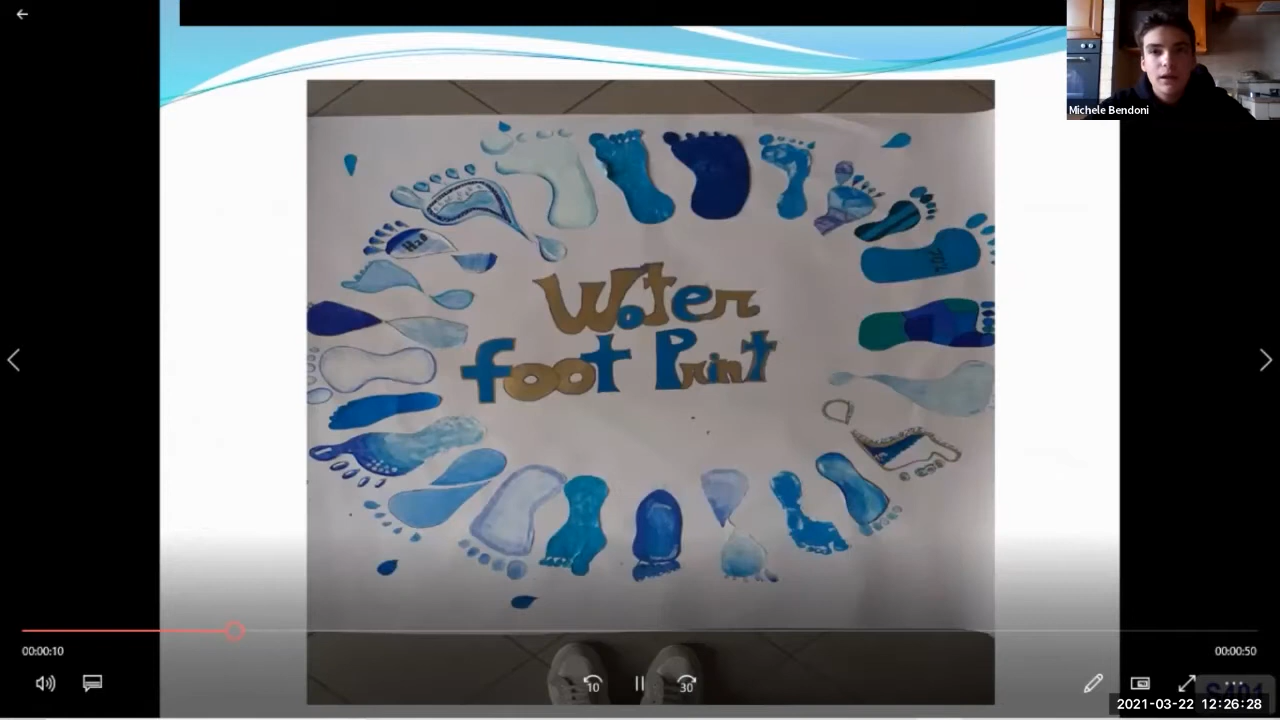 Michele Bendoni
H20
Water
foot Print
00:00:10
00:00:50
10
30
2021-03-22 12:26:28